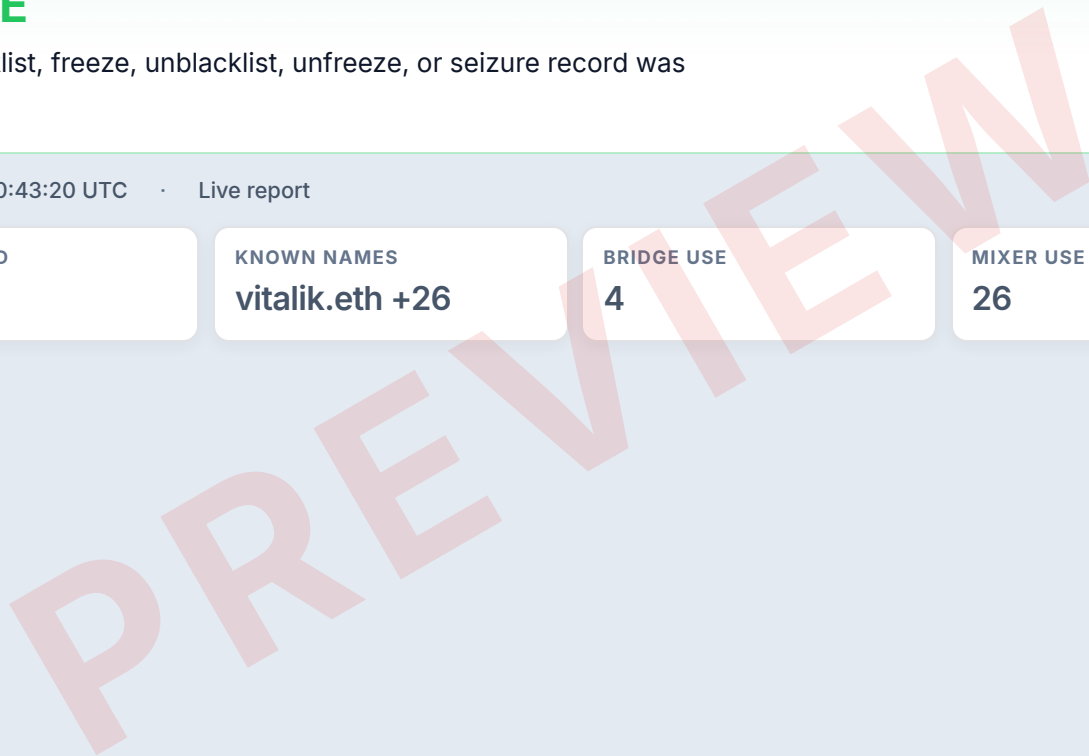 E
list, freeze, unblacklist, unfreeze, or seizure record was
0:43:20 UTC · Live report
D
KNOWN NAMES
vitalik.eth +26
BRIDGE USE
4
MIXER USE
26
PREVIEW